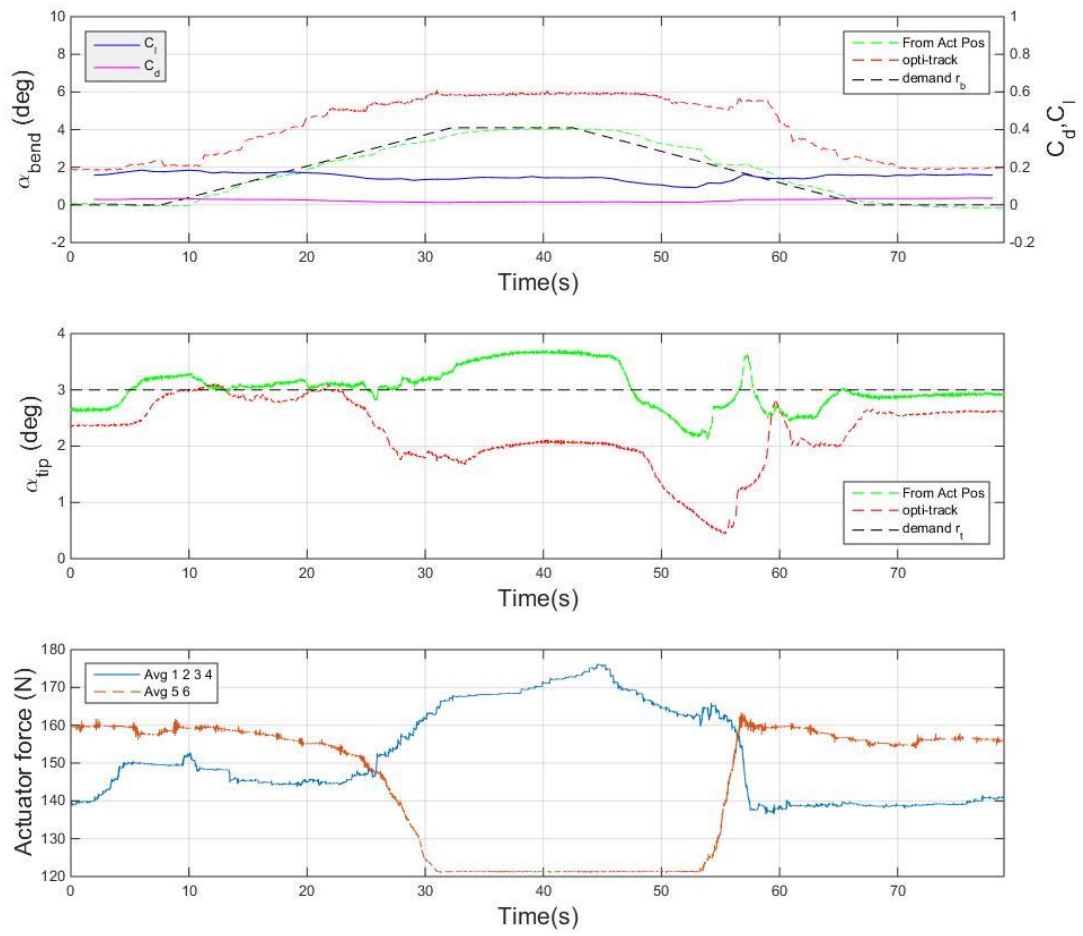 10
8
6
4
2
0
-2
α_bend (deg)
C_l
C_d
From Act Pos
opti-track
demand r_b
1
0.8
0.6
0.4
0.2
0
-0.2
C_d,C_l
0 10 20 30 40 50 60 70
Time(s)
4
3
2
1
0
α_tip (deg)
From Act Pos
opti-track
demand r_t
0 10 20 30 40 50 60 70
Time(s)
180
170
160
150
140
130
120
Actuator force (N)
Avg 1 2 3 4
Avg 5 6
0 10 20 30 40 50 60 70
Time(s)